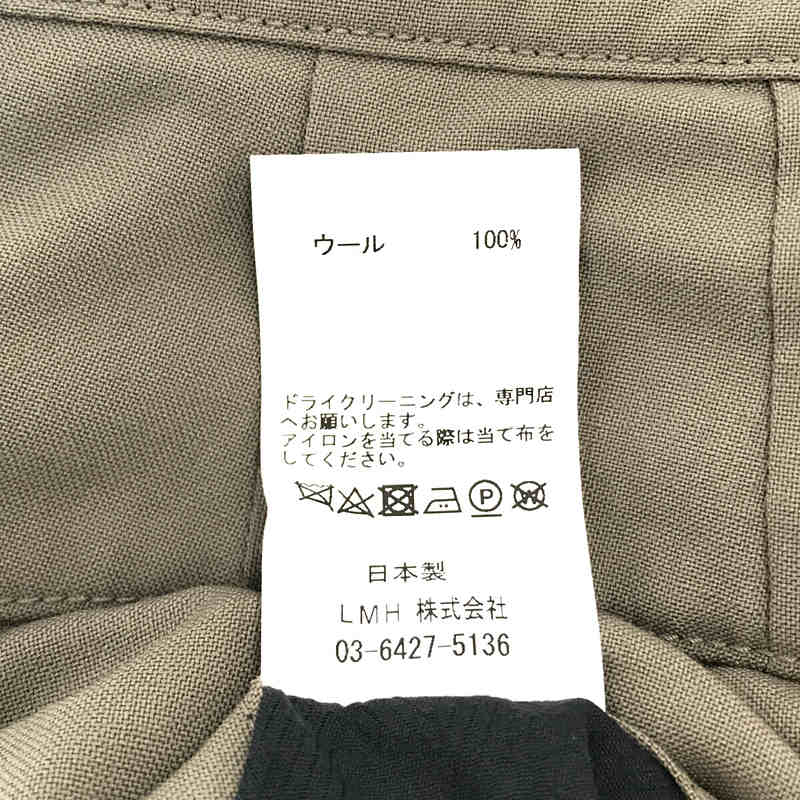 ウール 100%
ドライクリーニングは、専門店
へお願いします。
アイロンを当てる際は当て布を
してください。
P W
日本製
LMH 株式会社
03-6427-5136